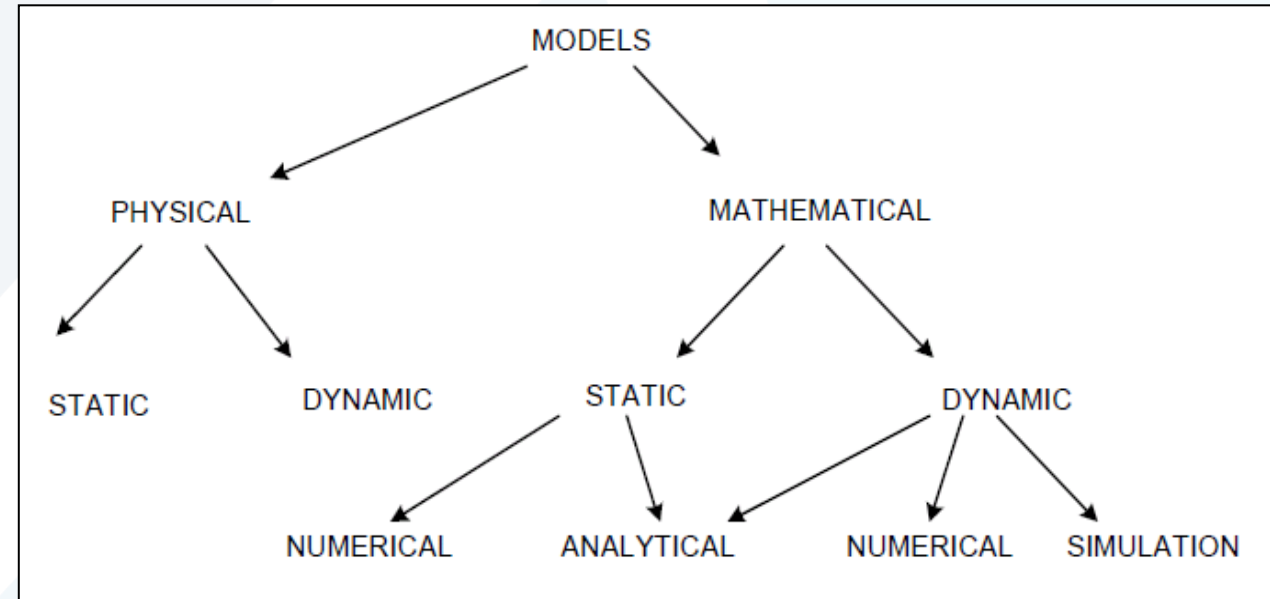 MODELS
PHYSICAL
MATHEMATICAL
STATIC
DYNAMIC
STATIC
DYNAMIC
NUMERICAL
ANALYTICAL
NUMERICAL
SIMULATION